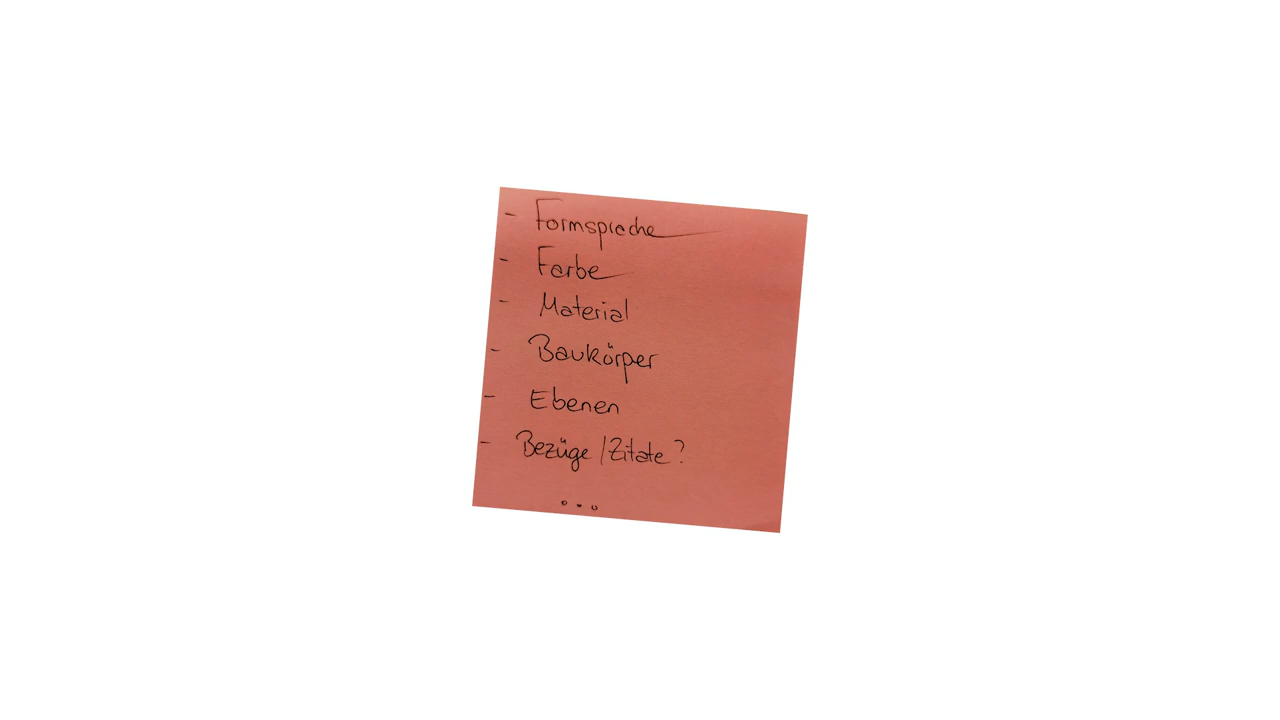 - Formsprache
- Farbe
- Material
- Baukörper
- Ebenen
- Bezüge / Zitate?
...